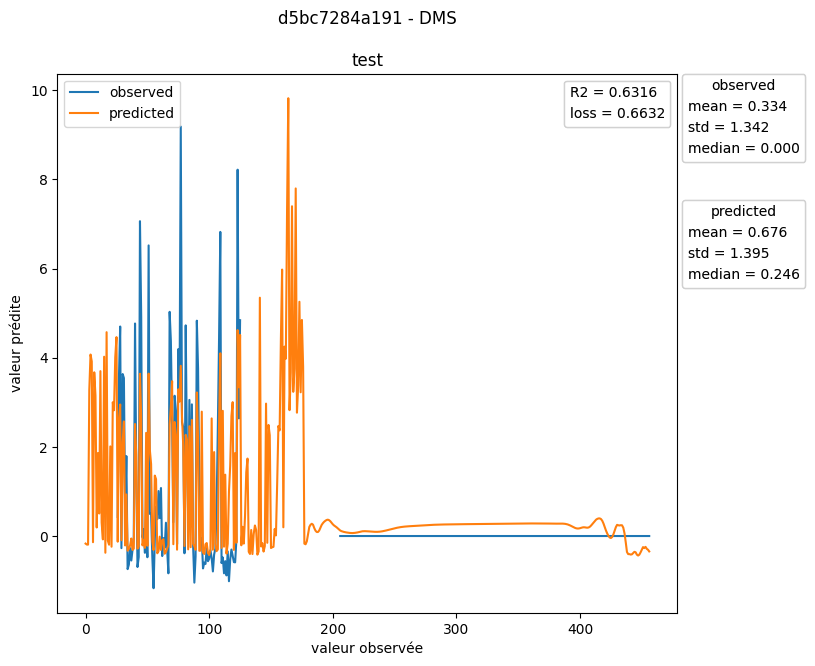 d5bc7284a191 - DMS
test
observed
predicted
R2 = 0.6316
loss = 0.6632
observed
mean = 0.334
std = 1.342
median = 0.000
predicted
mean = 0.676
std = 1.395
median = 0.246
valeur prédite
10
8
6
4
2
0
0
100
200
300
400
valeur observée